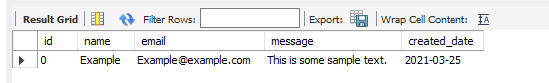 Result Grid Filter Rows: Export: Wrap Cell Content: IA
id name email message created_date
0 Example Example@example.com This is some sample text. 2021-03-25